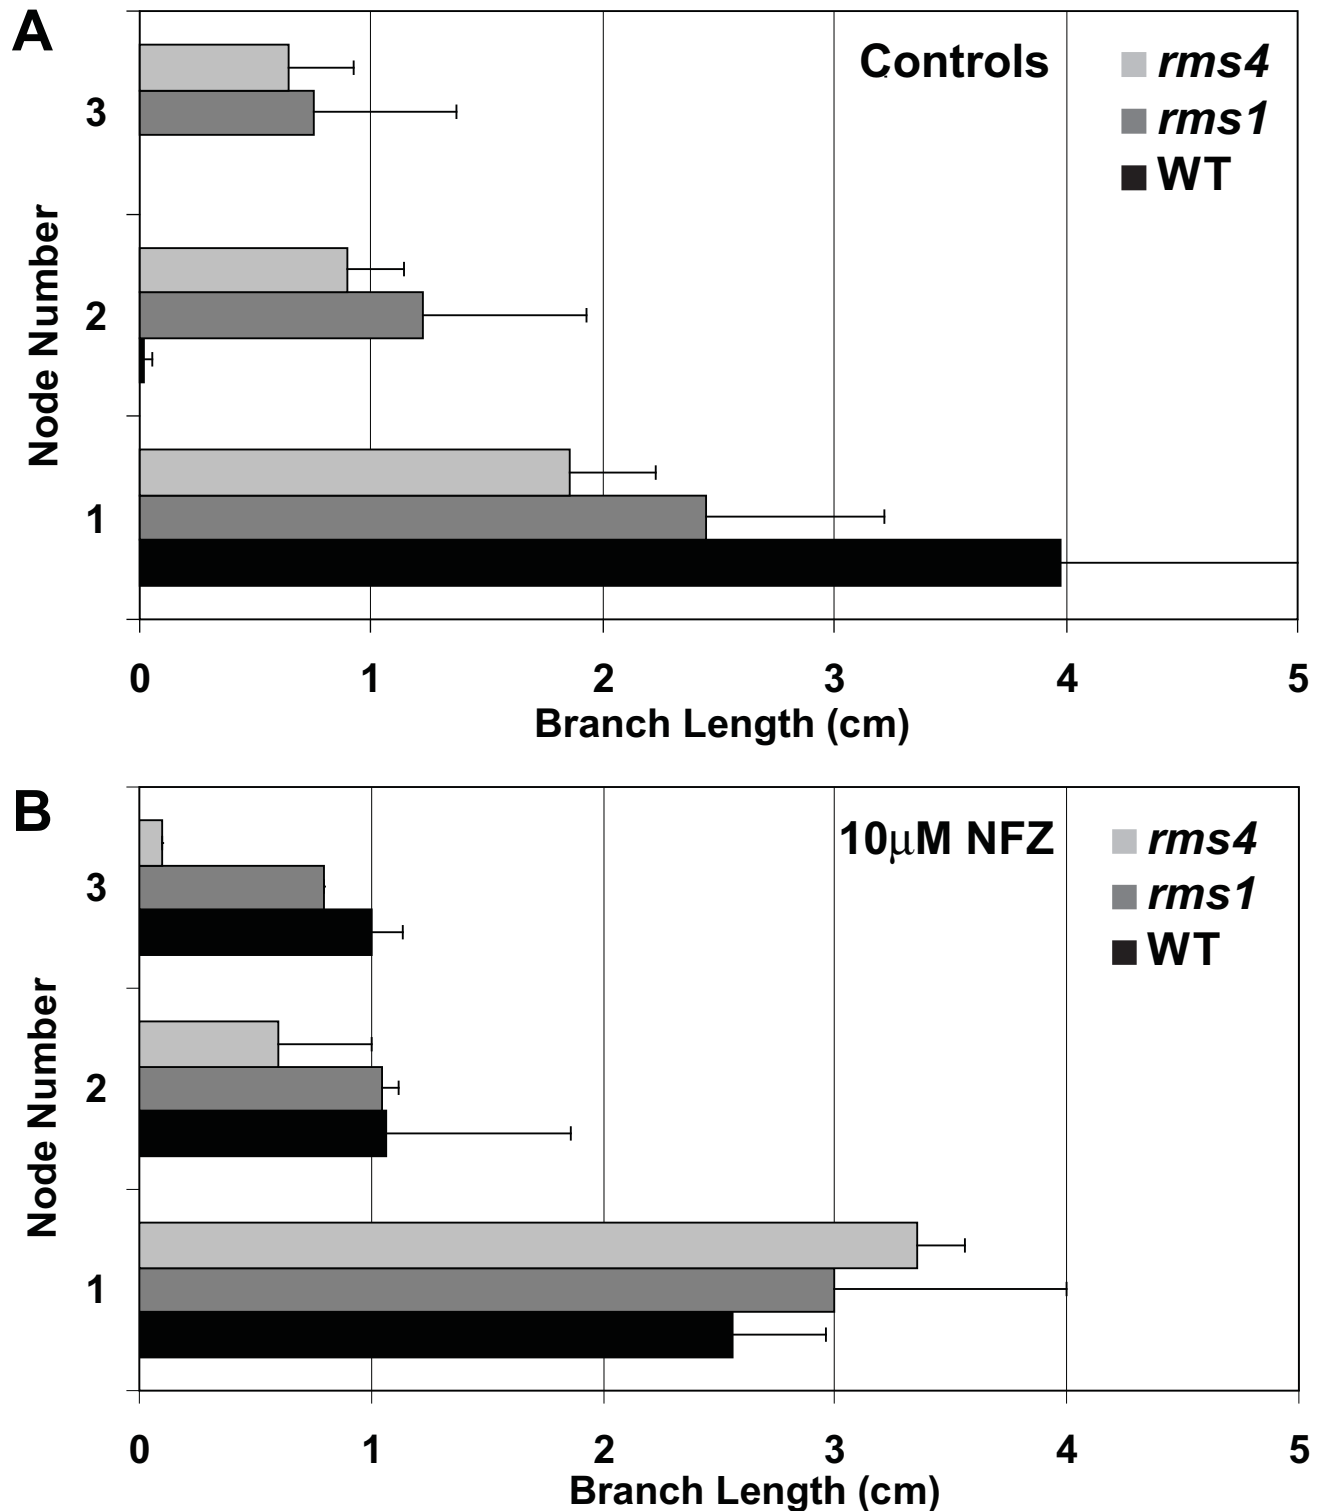 A
Controls
rms4
rms1
WT
3
2
1
Node Number
0 1 2 3 4 5
Branch Length (cm)
B
10μM NFZ
rms4
rms1
WT
3
2
1
Node Number
0 1 2 3 4 5
Branch Length (cm)